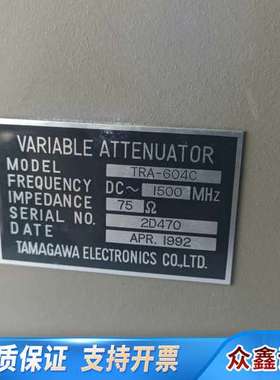 VARIABLE ATTENUATOR
MODEL TRA-604C
FREQUENCY DC～ 1500 MHz
IMPEDANCE 75 Ω
SERIAL NO. 2D470
DATE APR. 1992
TAMAGAWA ELECTRONICS CO.,LTD.
质保证 支持开票
众鑫